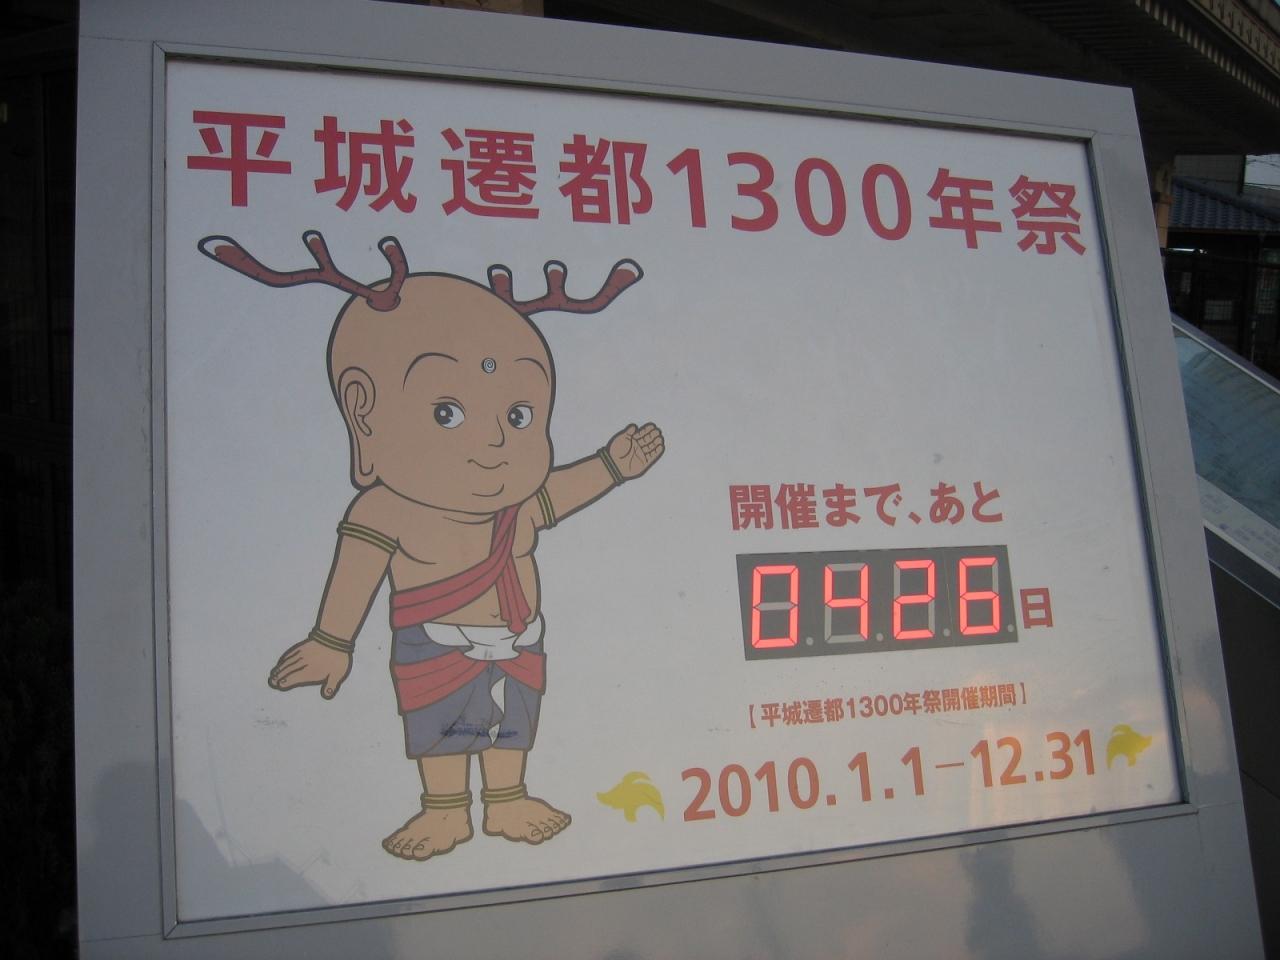 平城遷都1300年祭
開催まで、あと
0426日
【平城遷都1300年祭開催期間】
2010.1.1－12.31